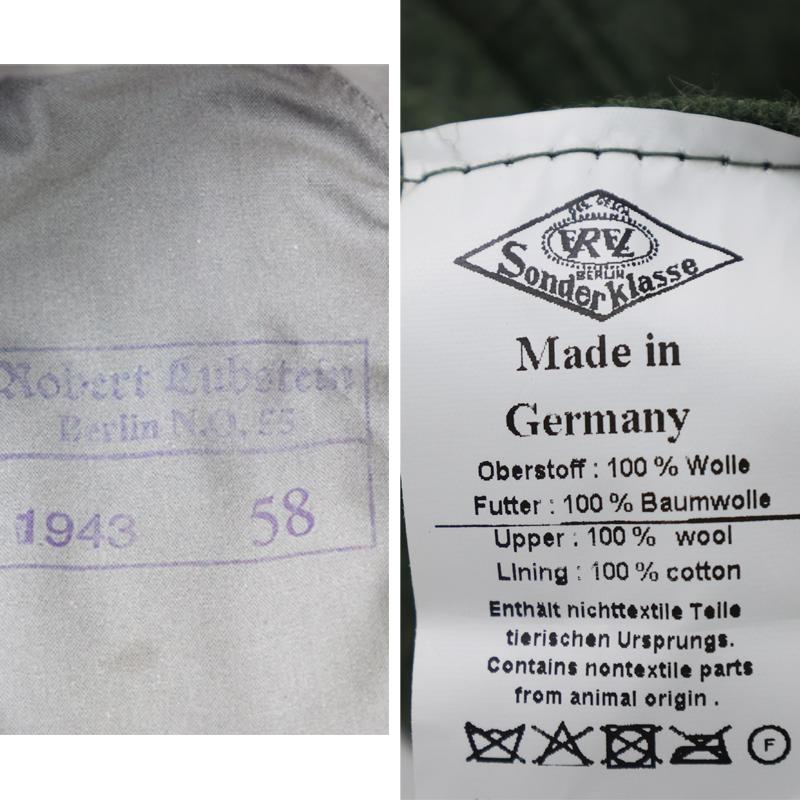 Robert Lubstein
Berlin N.O. 55
1943 58
EREL
BERLIN
Sonderklasse
Made in
Germany
Oberstoff : 100 % Wolle
Futter : 100 % Baumwolle
Upper : 100 % wool
Lining : 100 % cotton
Enthält nichttextile Teile
tierischen Ursprungs.
Contains nontextile parts
from animal origin .
F